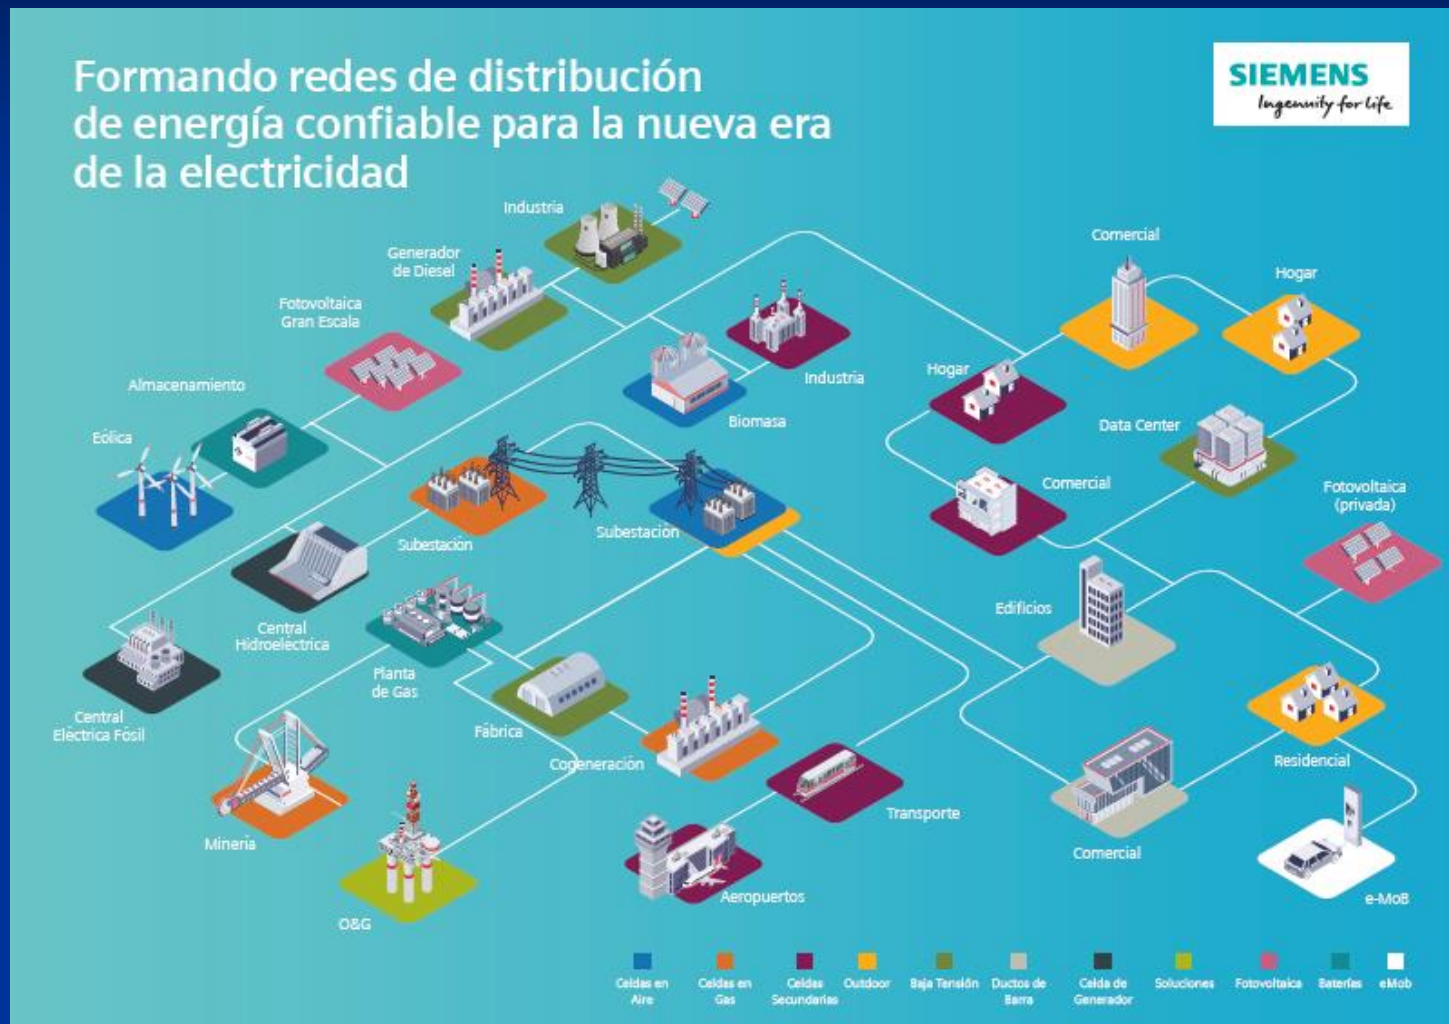 Formando redes de distribución
de energía confiable para la nueva era
de la electricidad
SIEMENS
Ingenuity for life
Industria
Generador
de Diesel
Fotovoltaica
Gran Escala
Almacenamiento
Eólica
Comercial
Hogar
Industria
Hogar
Biomasa
Data Center
Comercial
Fotovoltaica
(privada)
Subestación
Subestación
Edificios
Central
Hidroeléctrica
Planta
de Gas
Central
Eléctrica Fósil
Fábrica
Cogeneración
Residencial
Transporte
Minería
Comercial
Aeropuertos
e-MoB
O&G
Celdas en
Aire
Celdas en
Gas
Celdas
Secundarias
Outdoor
Baja Tensión
Ductos de
Barra
Celda de
Generador
Soluciones
Fotovoltaica
Baterías
eMob